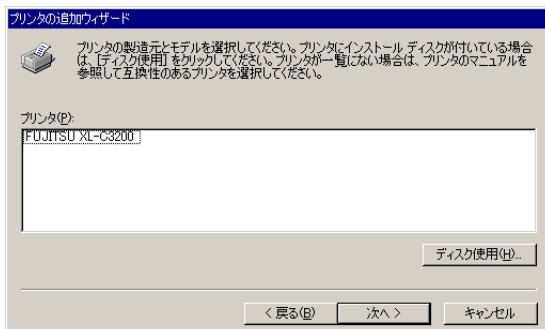 プリンタの追加ウィザード
プリンタの製造元とモデルを選択してください。プリンタにインストール ディスクが付いている場合
は、[ディスク使用] をクリックしてください。プリンタが一覧にない場合は、プリンタのマニュアルを
参照して互換性のあるプリンタを選択してください。
プリンタ(P):
FUJITSU XL-C3200
ディスク使用(H)...
< 戻る(B)
次へ >
キャンセル